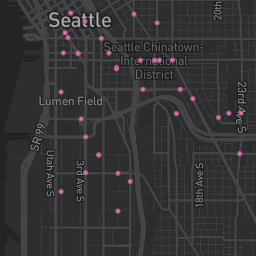 Seattle
20th
Seattle Chinatown-
International
District
Lumen Field
23rd Ave S
SR 99
Utah Ave S
3rd Ave S
18th Ave S